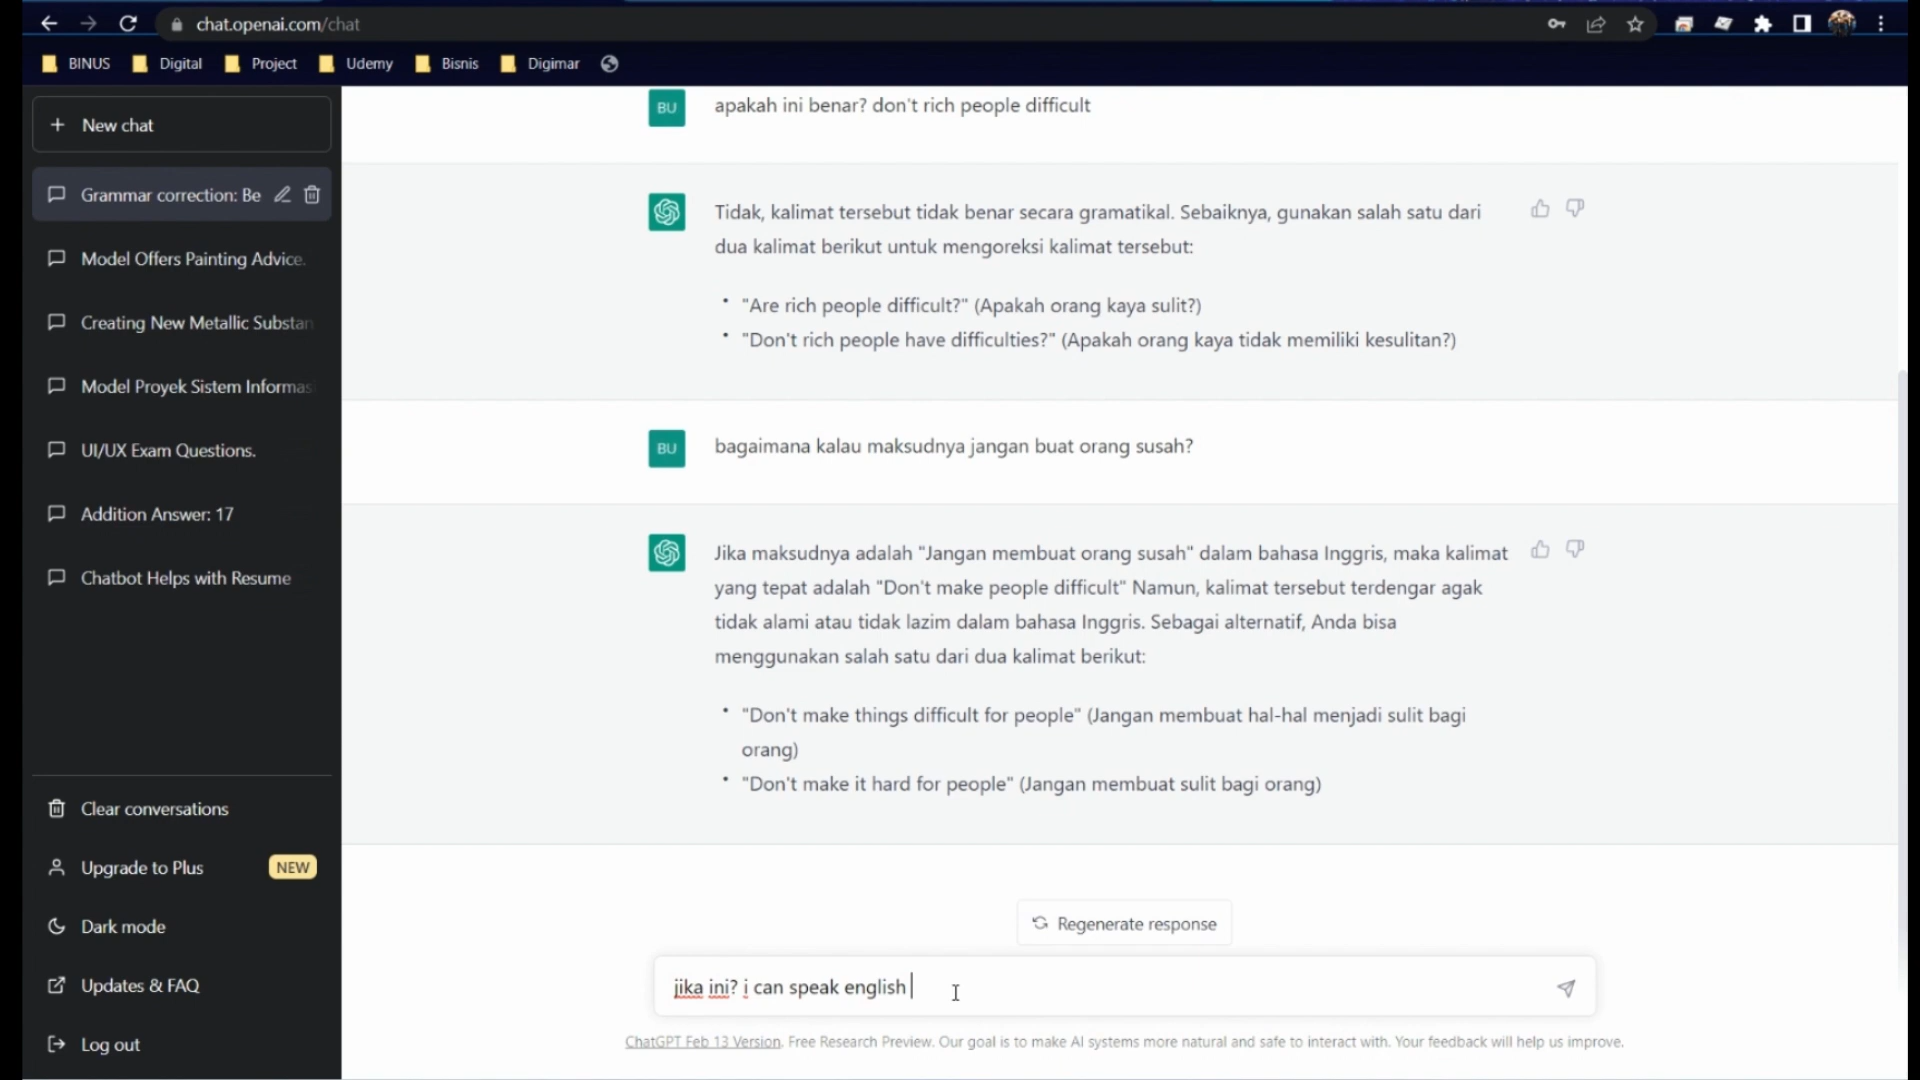 chat.openai.com/chat
BINUS Digital Project Udemy Bisnis Digimar
New chat
Grammar correction: Be
Model Offers Painting Advice.
Creating New Metallic Substan
Model Proyek Sistem Informas
UI/UX Exam Questions.
Addition Answer: 17
Chatbot Helps with Resume
Clear conversations
Upgrade to Plus NEW
Dark mode
Updates & FAQ
Log out
BU apakah ini benar? don't rich people difficult
Tidak, kalimat tersebut tidak benar secara gramatikal. Sebaiknya, gunakan salah satu dari
dua kalimat berikut untuk mengoreksi kalimat tersebut:
• "Are rich people difficult?" (Apakah orang kaya sulit?)
• "Don't rich people have difficulties?" (Apakah orang kaya tidak memiliki kesulitan?)
BU bagaimana kalau maksudnya jangan buat orang susah?
Jika maksudnya adalah "Jangan membuat orang susah" dalam bahasa Inggris, maka kalimat
yang tepat adalah "Don't make people difficult" Namun, kalimat tersebut terdengar agak
tidak alami atau tidak lazim dalam bahasa Inggris. Sebagai alternatif, Anda bisa
menggunakan salah satu dari dua kalimat berikut:
• "Don't make things difficult for people" (Jangan membuat hal-hal menjadi sulit bagi
orang)
• "Don't make it hard for people" (Jangan membuat sulit bagi orang)
Regenerate response
jika ini? i can speak english
ChatGPT Feb 13 Version. Free Research Preview. Our goal is to make AI systems more natural and safe to interact with. Your feedback will help us improve.